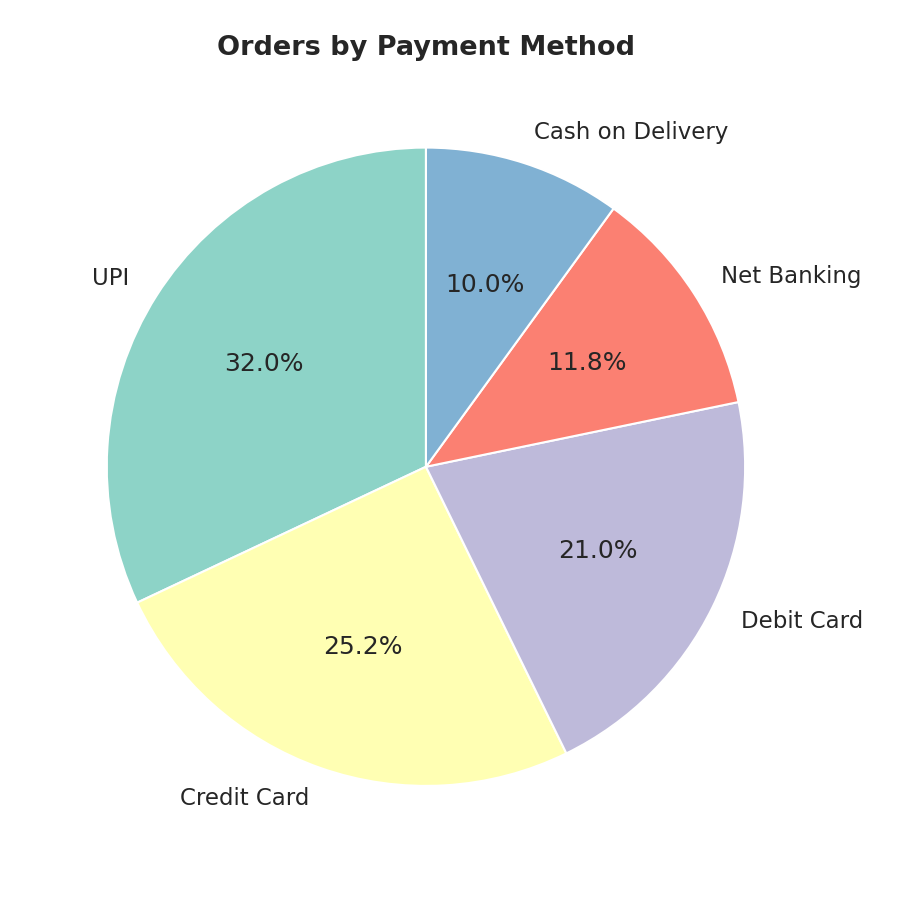 Orders by Payment Method
Cash on Delivery
Net Banking
UPI
10.0%
11.8%
32.0%
21.0%
Debit Card
25.2%
Credit Card